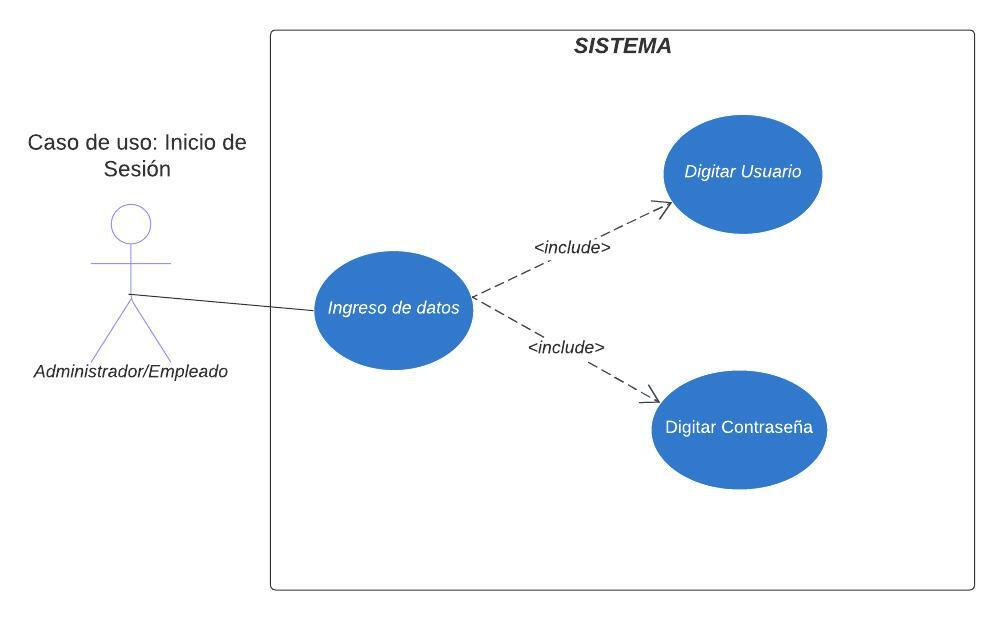 SISTEMA
Caso de uso: Inicio de
Sesión
Digitar Usuario
<include>
Ingreso de datos
<include>
Administrador/Empleado
Digitar Contraseña